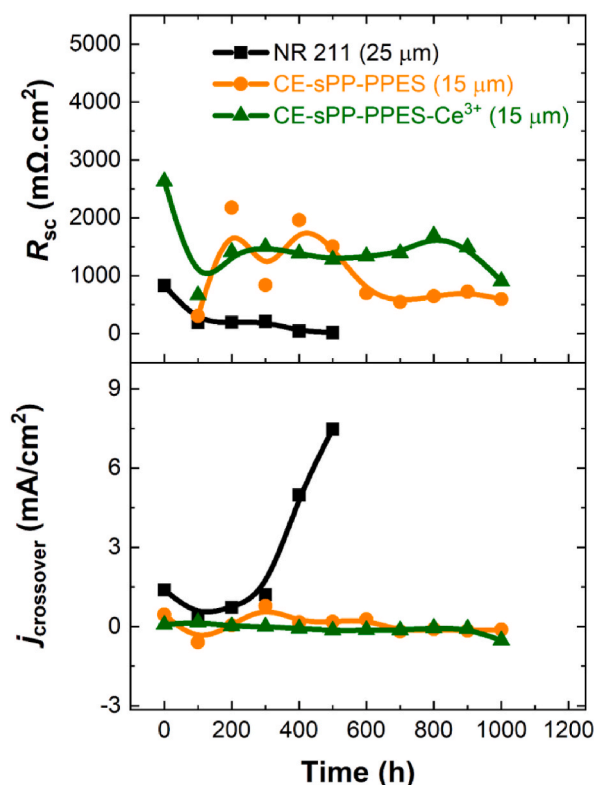 5000
4000
3000
2000
1000
0
R_sc (mΩ.cm²)
NR 211 (25 μm)
CE-sPP-PPES (15 μm)
CE-sPP-PPES-Ce³⁺ (15 μm)
9
6
3
0
-3
j_crossover (mA/cm²)
0 200 400 600 800 1000 1200
Time (h)